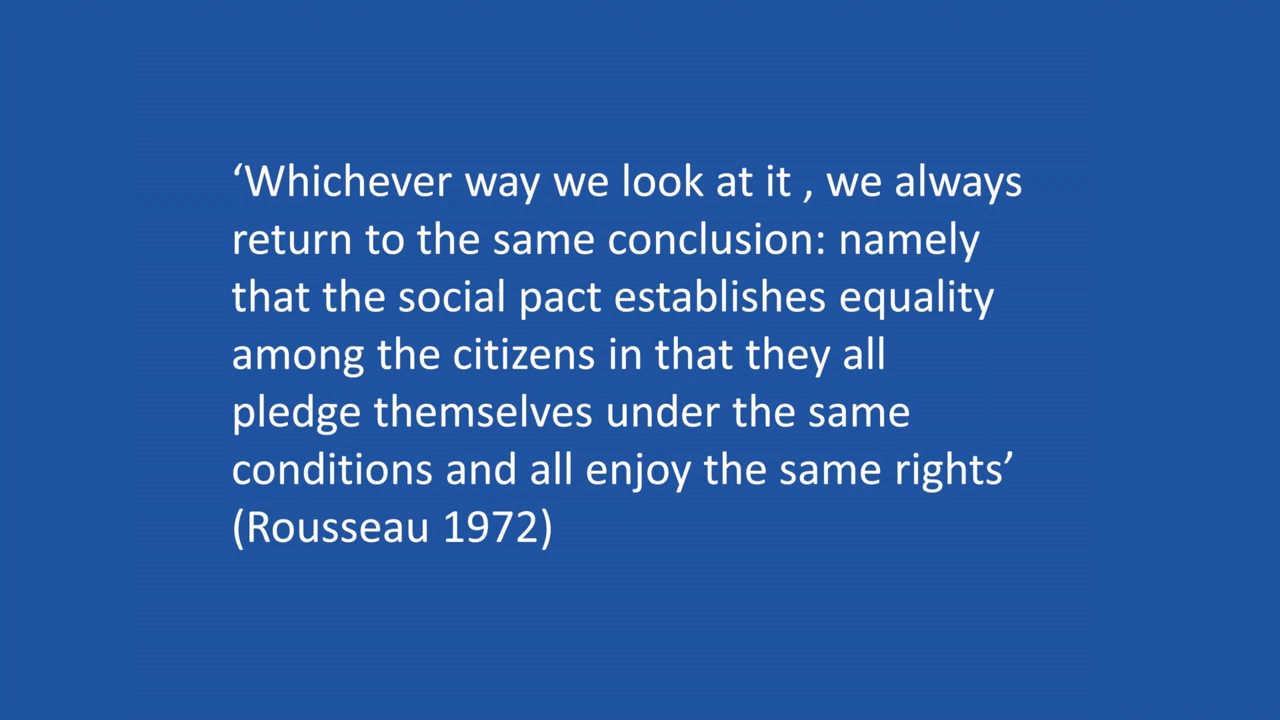 ‘Whichever way we look at it , we always
return to the same conclusion: namely
that the social pact establishes equality
among the citizens in that they all
pledge themselves under the same
conditions and all enjoy the same rights’
(Rousseau 1972)